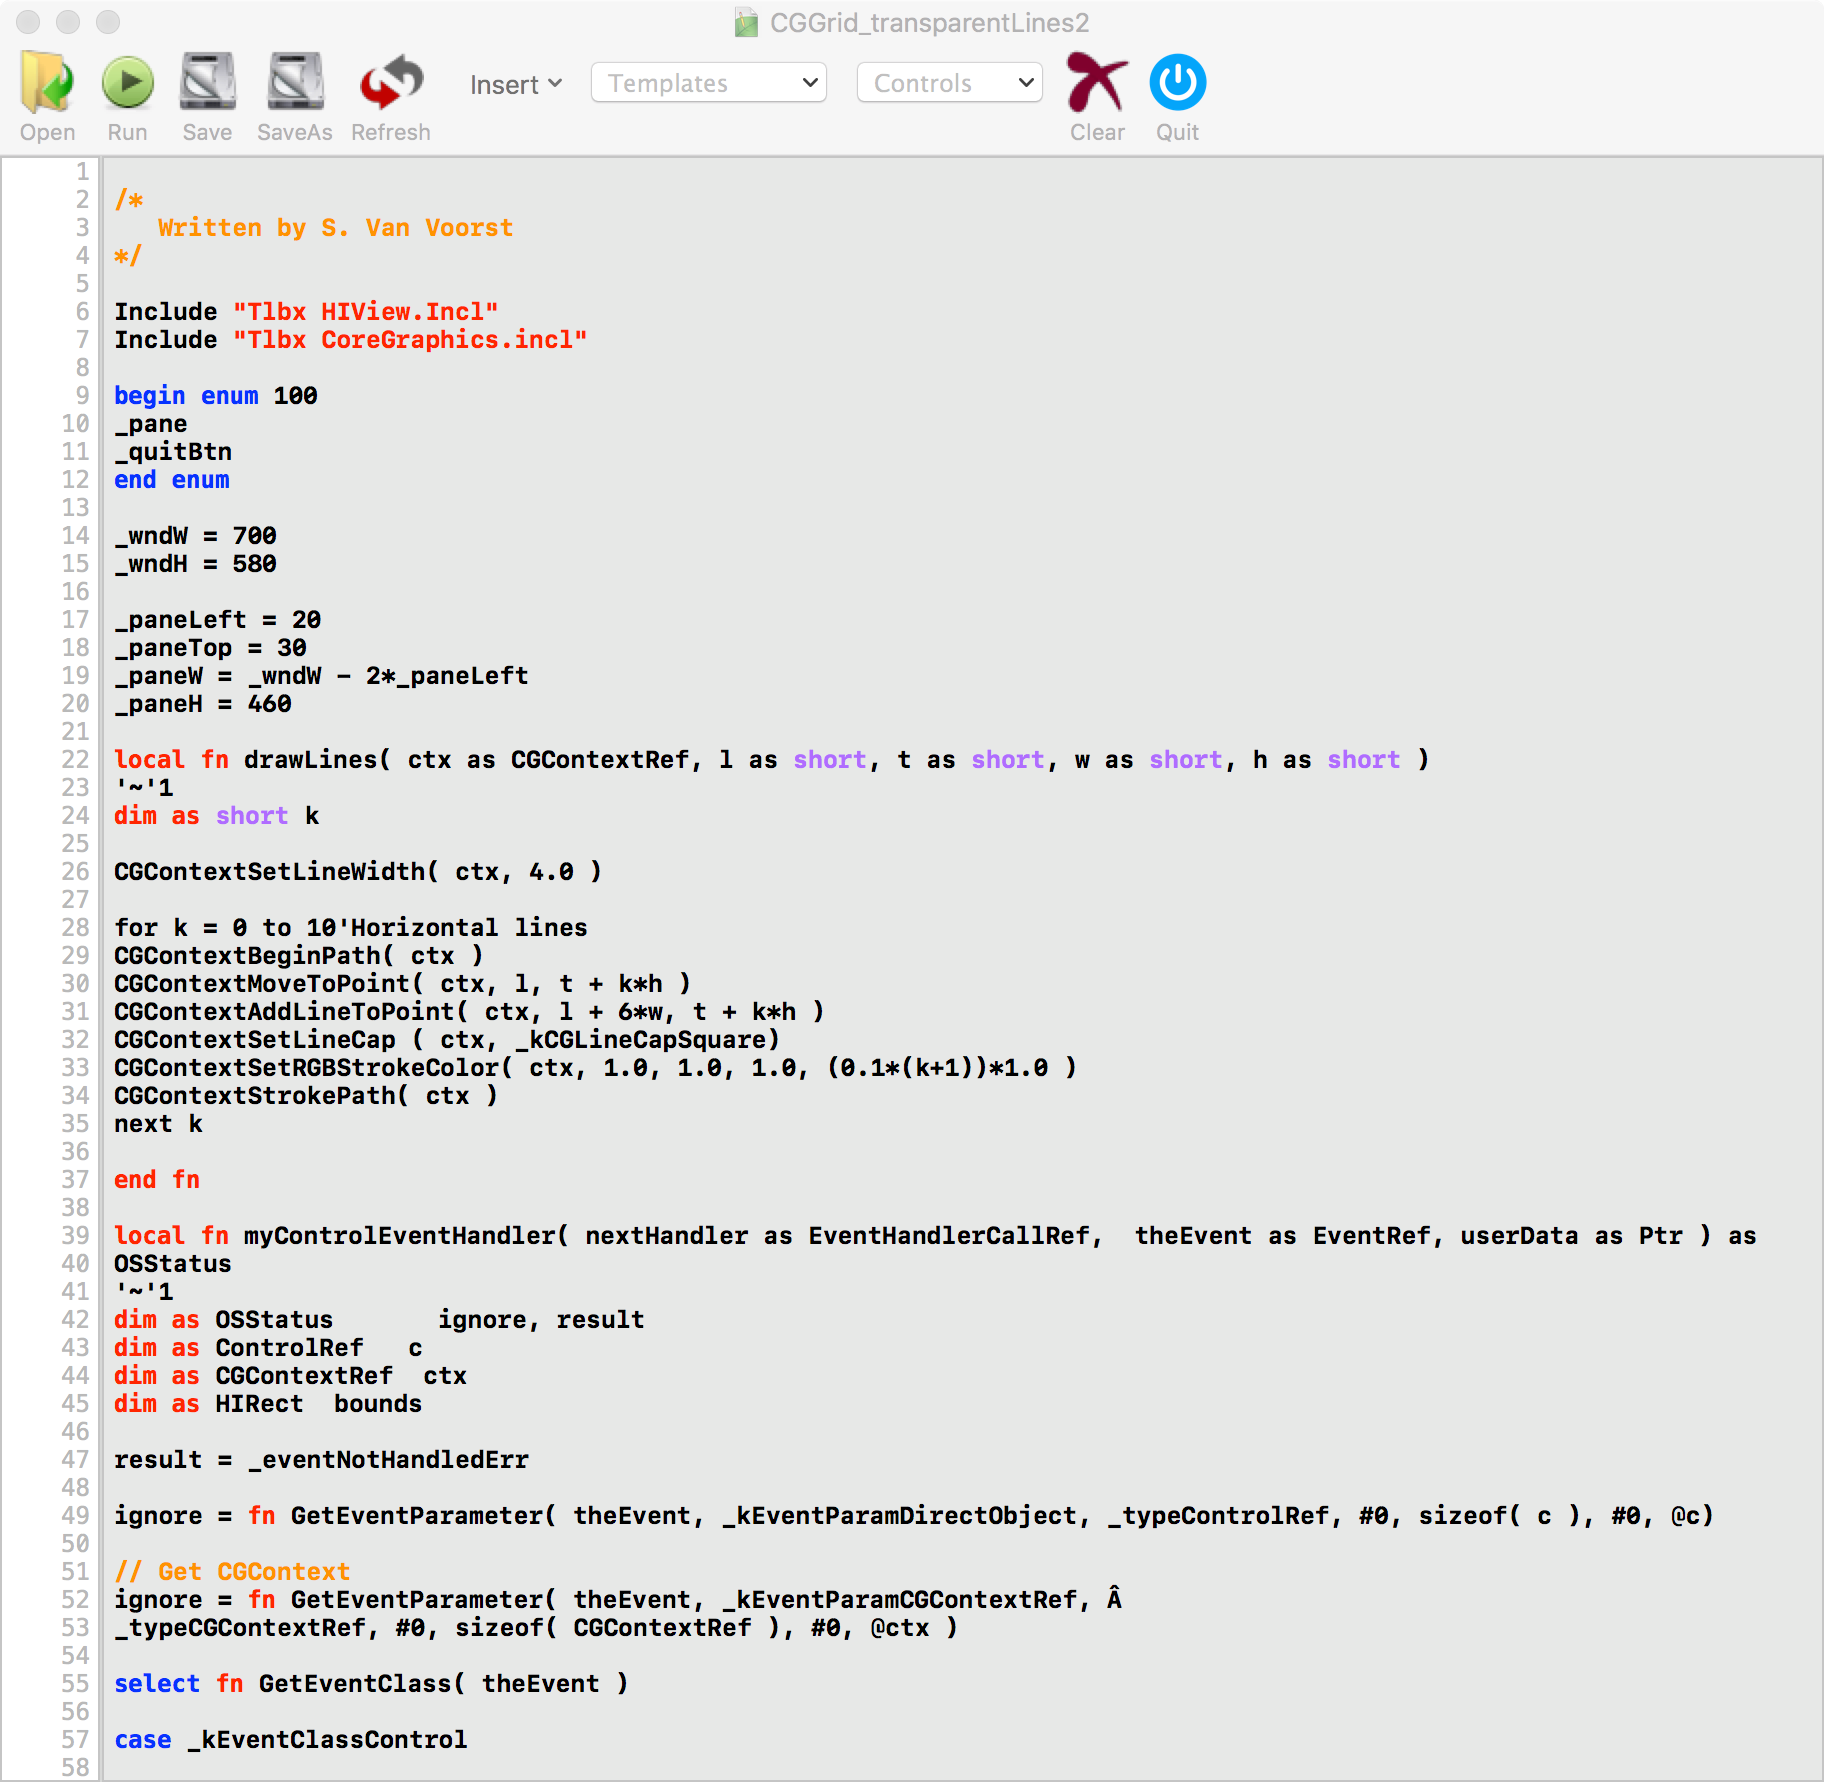 CGGrid_transparentLines2
Insert Templates Controls
Open Run Save SaveAs Refresh Clear Quit
1
2 /*
3 Written by S. Van Voorst
4 */
5
6 Include "Tlbx HIView.Incl"
7 Include "Tlbx CoreGraphics.incl"
8
9 begin enum 100
10 _pane
11 _quitBtn
12 end enum
13
14 _wndW = 700
15 _wndH = 580
16
17 _paneLeft = 20
18 _paneTop = 30
19 _paneW = _wndW - 2*_paneLeft
20 _paneH = 460
21
22 local fn drawLines( ctx as CGContextRef, l as short, t as short, w as short, h as short )
23 '~'1
24 dim as short k
25
26 CGContextSetLineWidth( ctx, 4.0 )
27
28 for k = 0 to 10'Horizontal lines
29 CGContextBeginPath( ctx )
30 CGContextMoveToPoint( ctx, l, t + k*h )
31 CGContextAddLineToPoint( ctx, l + 6*w, t + k*h )
32 CGContextSetLineCap ( ctx, _kCGLineCapSquare)
33 CGContextSetRGBStrokeColor( ctx, 1.0, 1.0, 1.0, (0.1*(k+1))*1.0 )
34 CGContextStrokePath( ctx )
35 next k
36
37 end fn
38
39 local fn myControlEventHandler( nextHandler as EventHandlerCallRef,  theEvent as EventRef, userData as Ptr ) as
40 OSStatus
41 '~'1
42 dim as OSStatus       ignore, result
43 dim as ControlRef   c
44 dim as CGContextRef  ctx
45 dim as HIRect  bounds
46
47 result = _eventNotHandledErr
48
49 ignore = fn GetEventParameter( theEvent, _kEventParamDirectObject, _typeControlRef, #0, sizeof( c ), #0, @c)
50
51 // Get CGContext
52 ignore = fn GetEventParameter( theEvent, _kEventParamCGContextRef, Â
53 _typeCGContextRef, #0, sizeof( CGContextRef ), #0, @ctx )
54
55 select fn GetEventClass( theEvent )
56
57 case _kEventClassControl
58